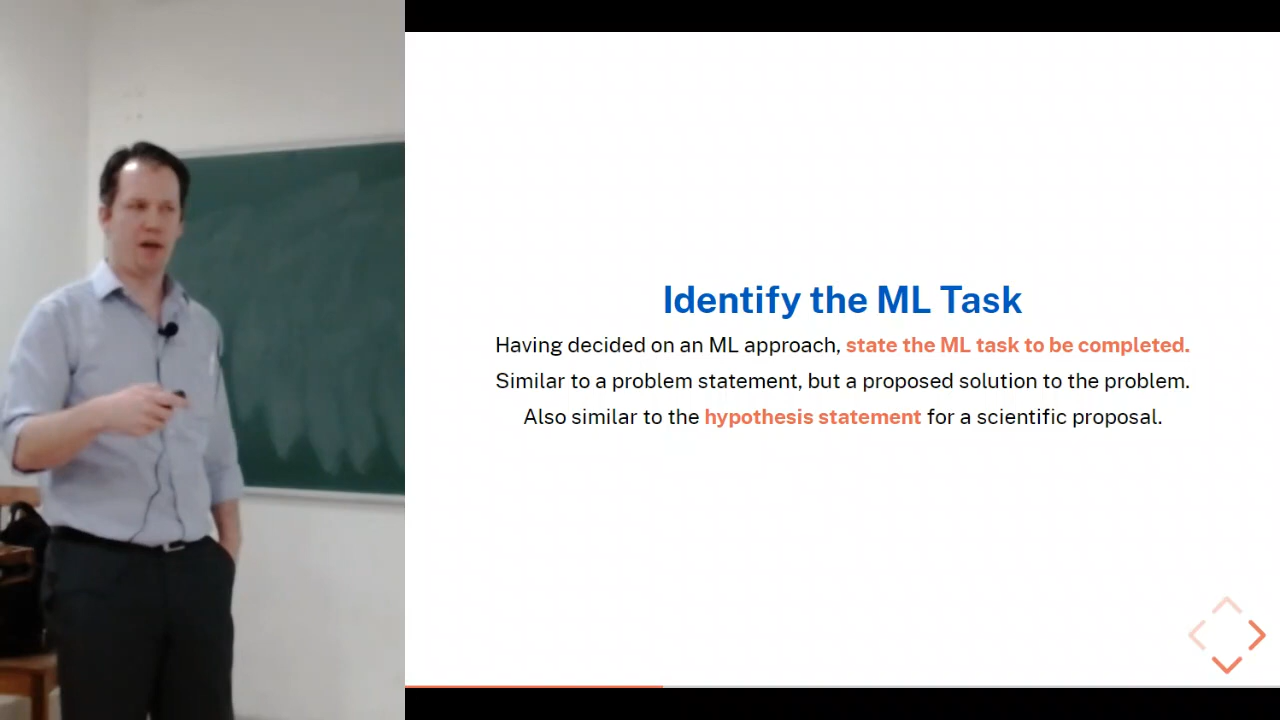 Identify the ML Task
Having decided on an ML approach, state the ML task to be completed.
Similar to a problem statement, but a proposed solution to the problem.
Also similar to the hypothesis statement for a scientific proposal.